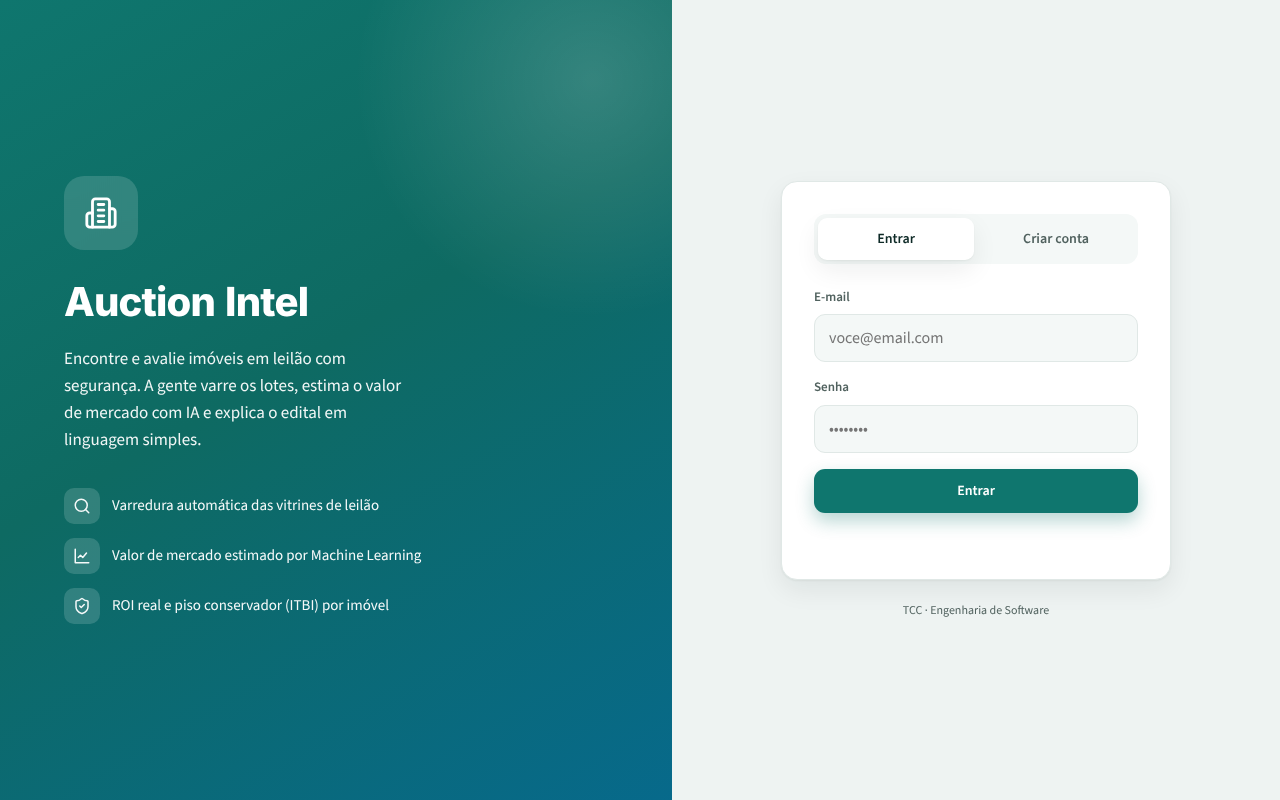 Auction Intel
Encontre e avalie imóveis em leilão com
segurança. A gente varre os lotes, estima o valor
de mercado com IA e explica o edital em
linguagem simples.
Varredura automática das vitrines de leilão
Valor de mercado estimado por Machine Learning
ROI real e piso conservador (ITBI) por imóvel
Entrar
Criar conta
E-mail
voce@email.com
Senha
••••••••
Entrar
TCC · Engenharia de Software